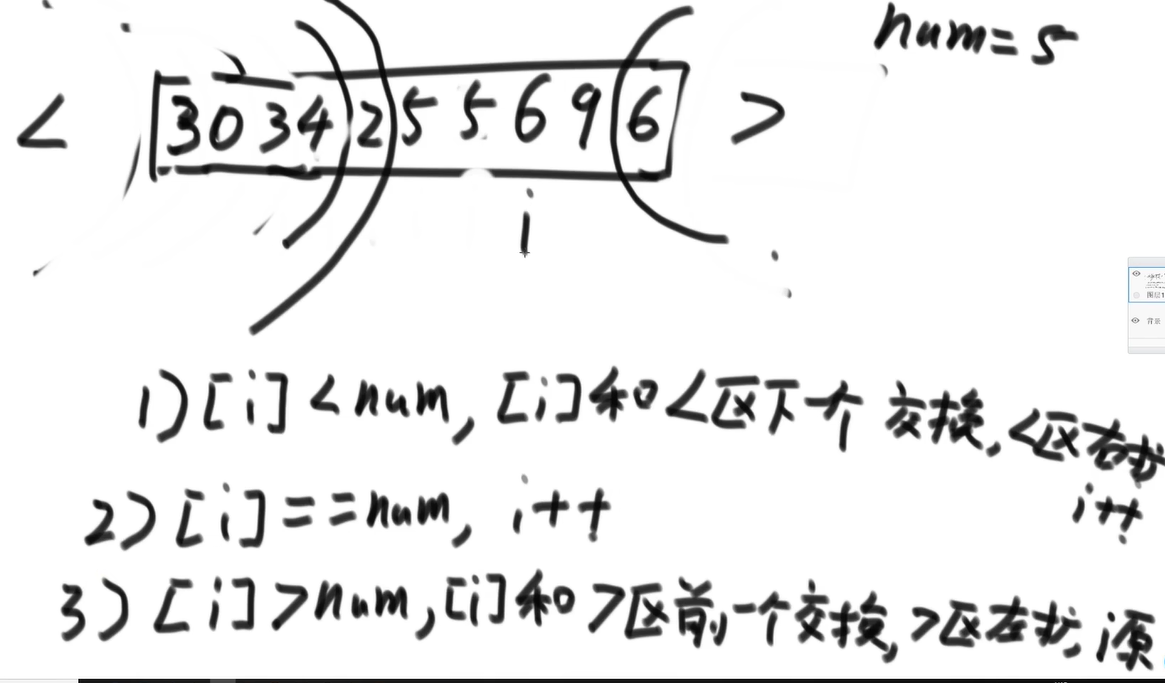 num=5
< [3 0 3 4) 2) 5 5 6 9 (6] >
i
1) [i] < num, [i]和<区下一个 交换, <区右扩
i++
2) [i] == num, i++
3) [i] > num, [i]和>区前一个交换, >区左扩, i原
背景